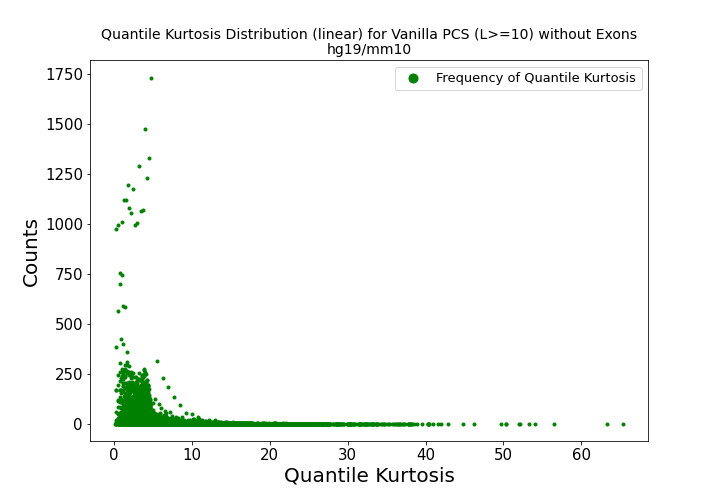 Quantile Kurtosis Distribution (linear) for Vanilla PCS (L>=10) without Exons
hg19/mm10
Frequency of Quantile Kurtosis
Counts
1750
1500
1250
1000
750
500
250
0
0 10 20 30 40 50 60
Quantile Kurtosis